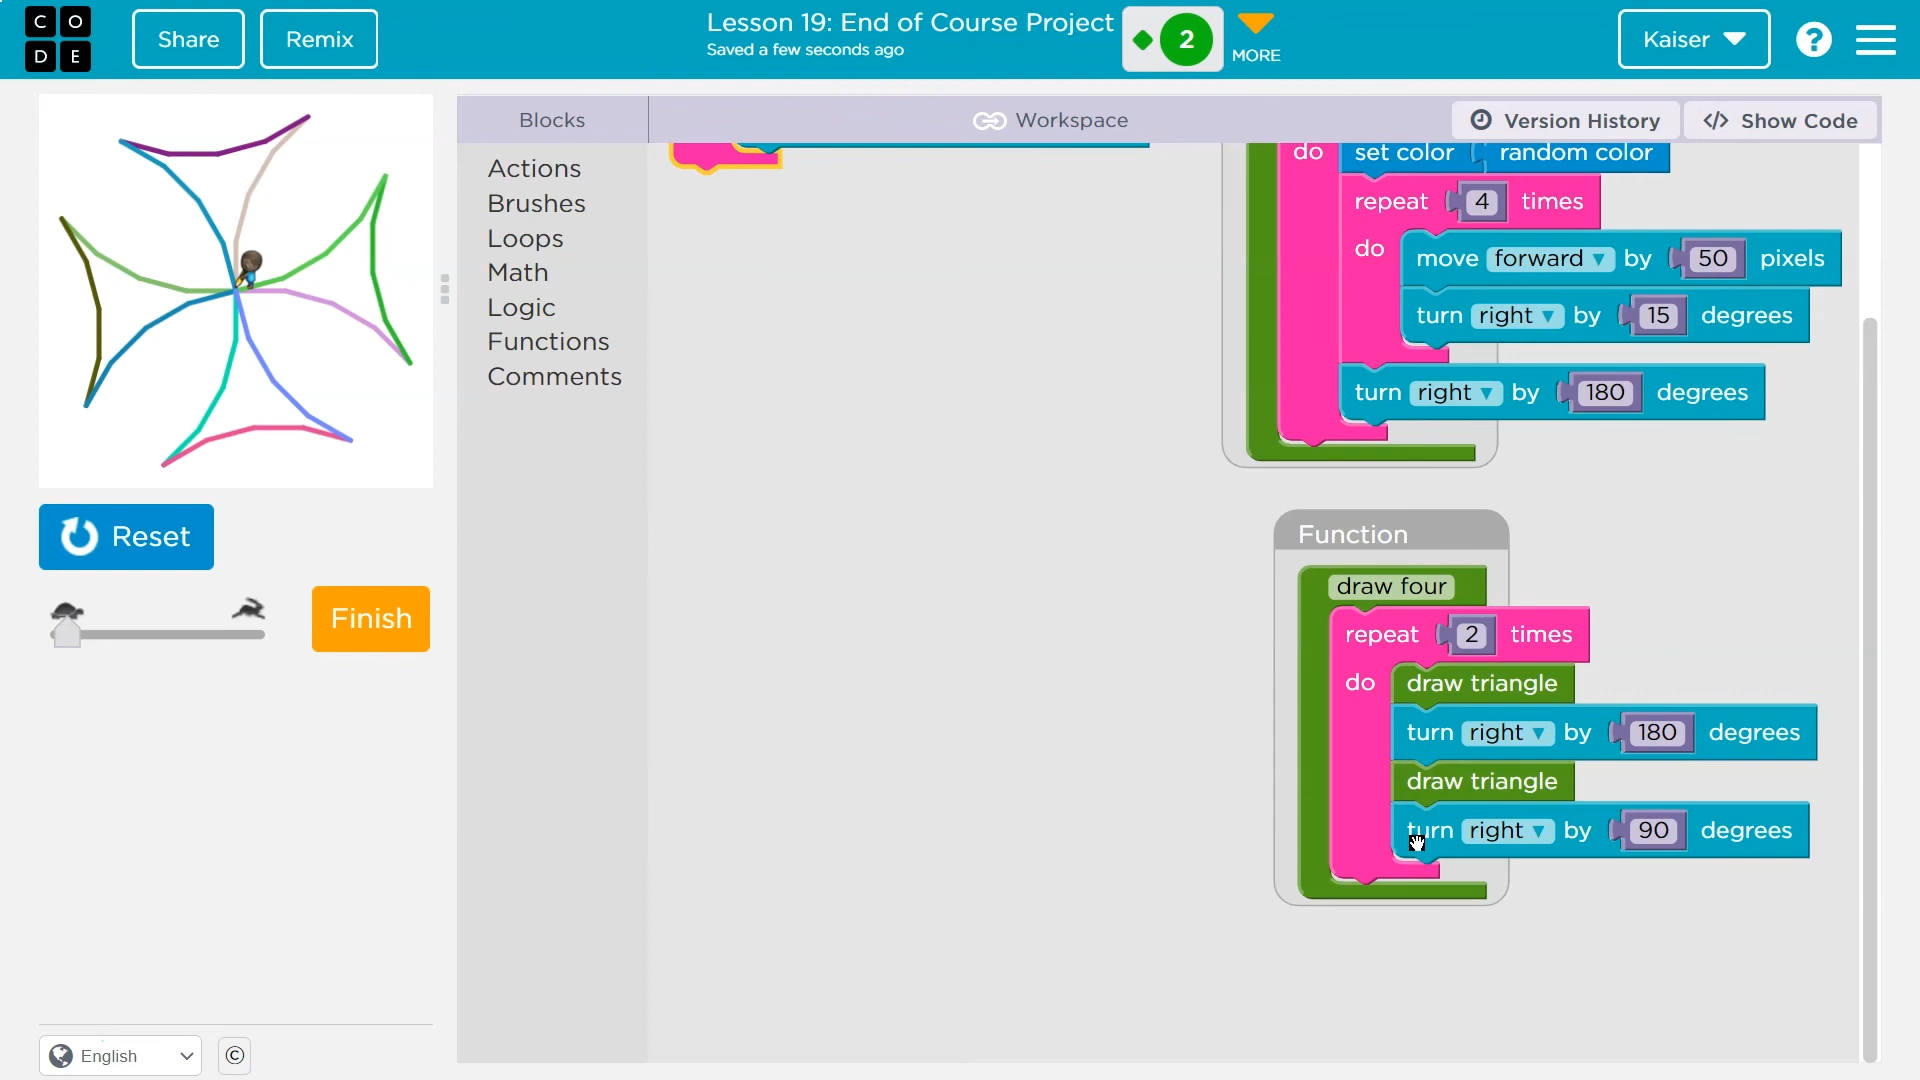 C O
D E
Share
Remix
Lesson 19: End of Course Project
Saved a few seconds ago
2
MORE
Kaiser
?
Blocks
Workspace
Version History
</> Show Code
Actions
Brushes
Loops
Math
Logic
Functions
Comments
do
set color random color
repeat 4 times
do
move forward ▼ by 50 pixels
turn right ▼ by 15 degrees
turn right ▼ by 180 degrees
Function
draw four
repeat 2 times
do
draw triangle
turn right ▼ by 180 degrees
draw triangle
turn right ▼ by 90 degrees
Reset
Finish
English
©